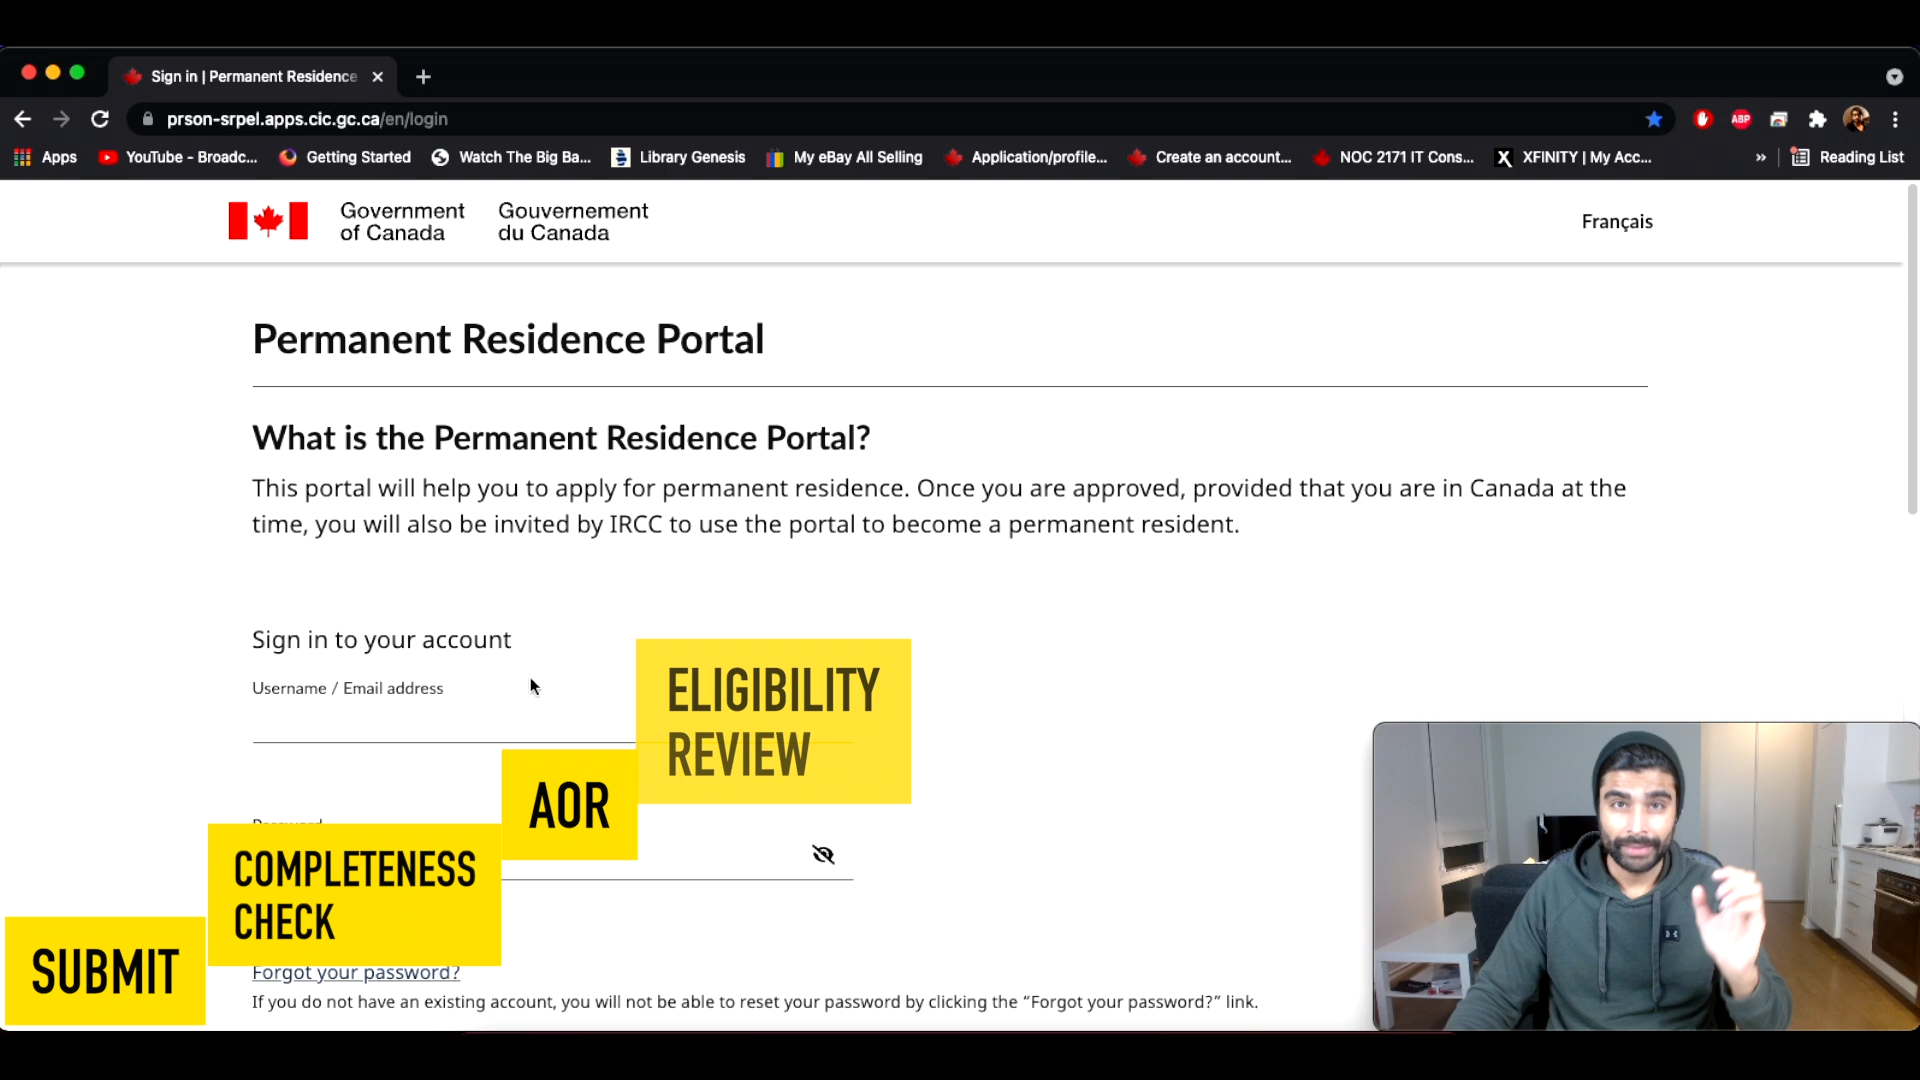 Sign in | Permanent Residence
prson-srpel.apps.cic.gc.ca/en/login
Apps
YouTube - Broadc...
Getting Started
Watch The Big Ba...
Library Genesis
My eBay All Selling
Application/profile...
Create an account...
NOC 2171 IT Cons...
XFINITY | My Acc...
»
Reading List
ABP
Government
of Canada
Gouvernement
du Canada
Français
Permanent Residence Portal
What is the Permanent Residence Portal?
This portal will help you to apply for permanent residence. Once you are approved, provided that you are in Canada at the
time, you will also be invited by IRCC to use the portal to become a permanent resident.
Sign in to your account
Username / Email address
ELIGIBILITY
REVIEW
AOR
Password
COMPLETENESS
CHECK
SUBMIT
Forgot your password?
If you do not have an existing account, you will not be able to reset your password by clicking the “Forgot your password?” link.